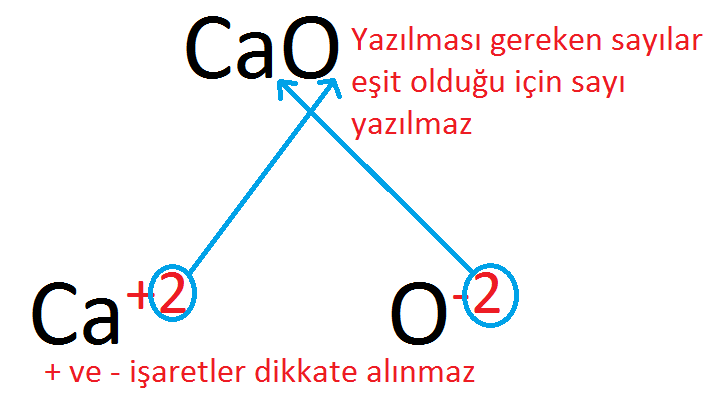 CaO
Yazılması gereken sayılar
eşit olduğu için sayı
yazılmaz
Ca+2 O-2
+ ve - işaretler dikkate alınmaz